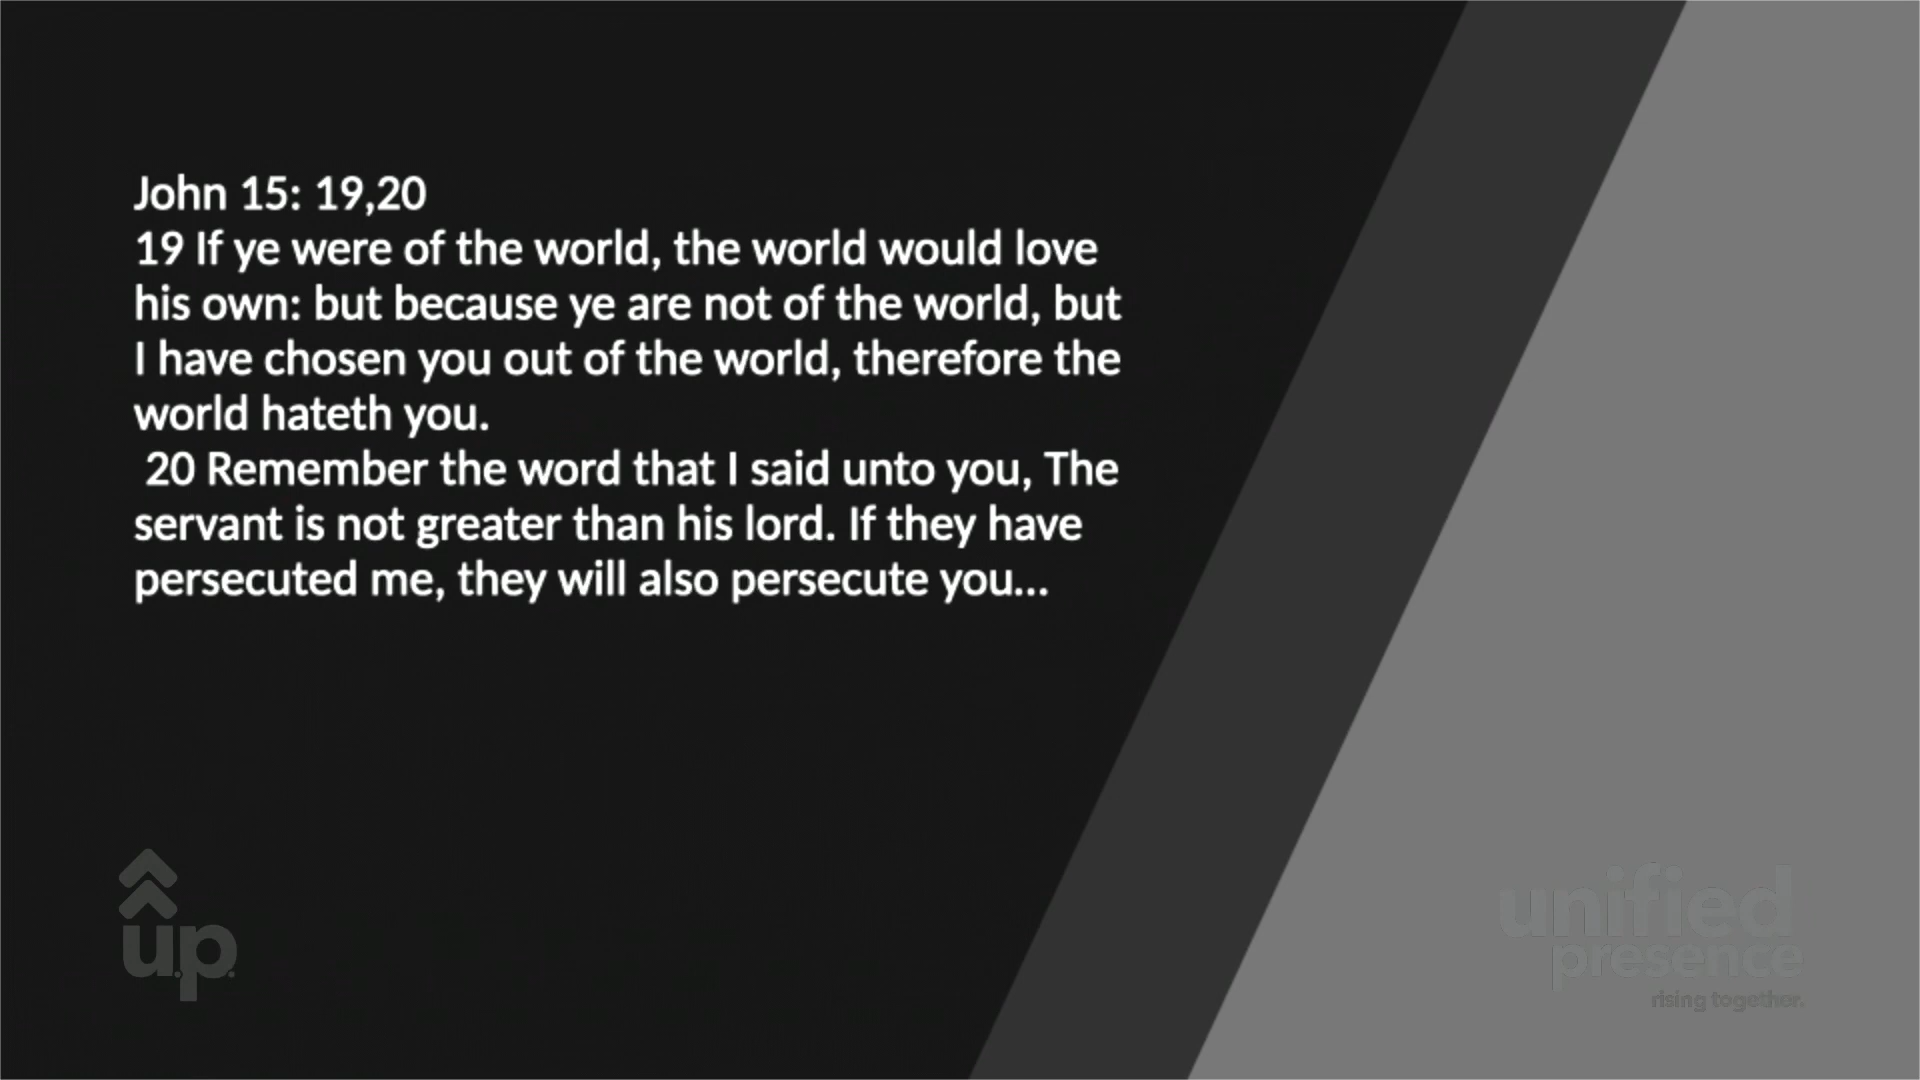 John 15: 19,20
19 If ye were of the world, the world would love
his own: but because ye are not of the world, but
I have chosen you out of the world, therefore the
world hateth you.
20 Remember the word that I said unto you, The
servant is not greater than his lord. If they have
persecuted me, they will also persecute you...
u.p.
unified
presence
rising together.